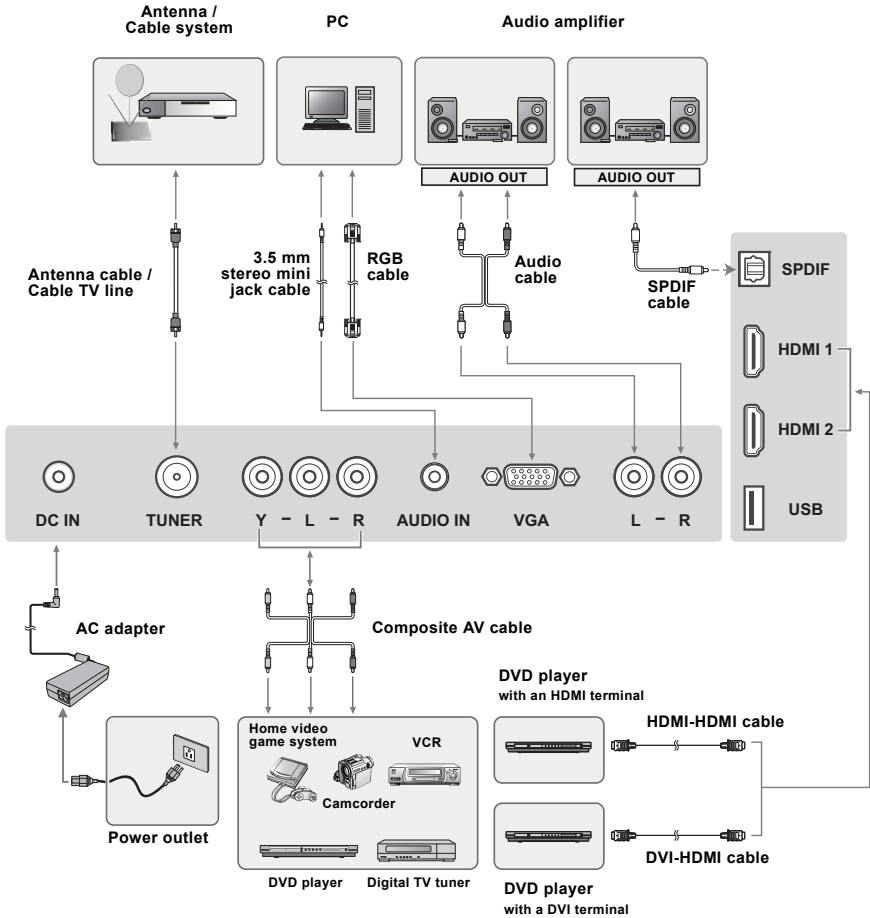 Antenna /
Cable system
PC
Audio amplifier
AUDIO OUT
AUDIO OUT
Antenna cable /
Cable TV line
3.5 mm
stereo mini
jack cable
RGB
cable
Audio
cable
SPDIF
cable
SPDIF
HDMI 1
HDMI 2
USB
DC IN
TUNER
Y – L – R
AUDIO IN
VGA
L – R
AC adapter
Composite AV cable
Power outlet
Home video
game system
VCR
Camcorder
DVD player
Digital TV tuner
DVD player
with an HDMI terminal
HDMI-HDMI cable
DVI-HDMI cable
DVD player
with a DVI terminal